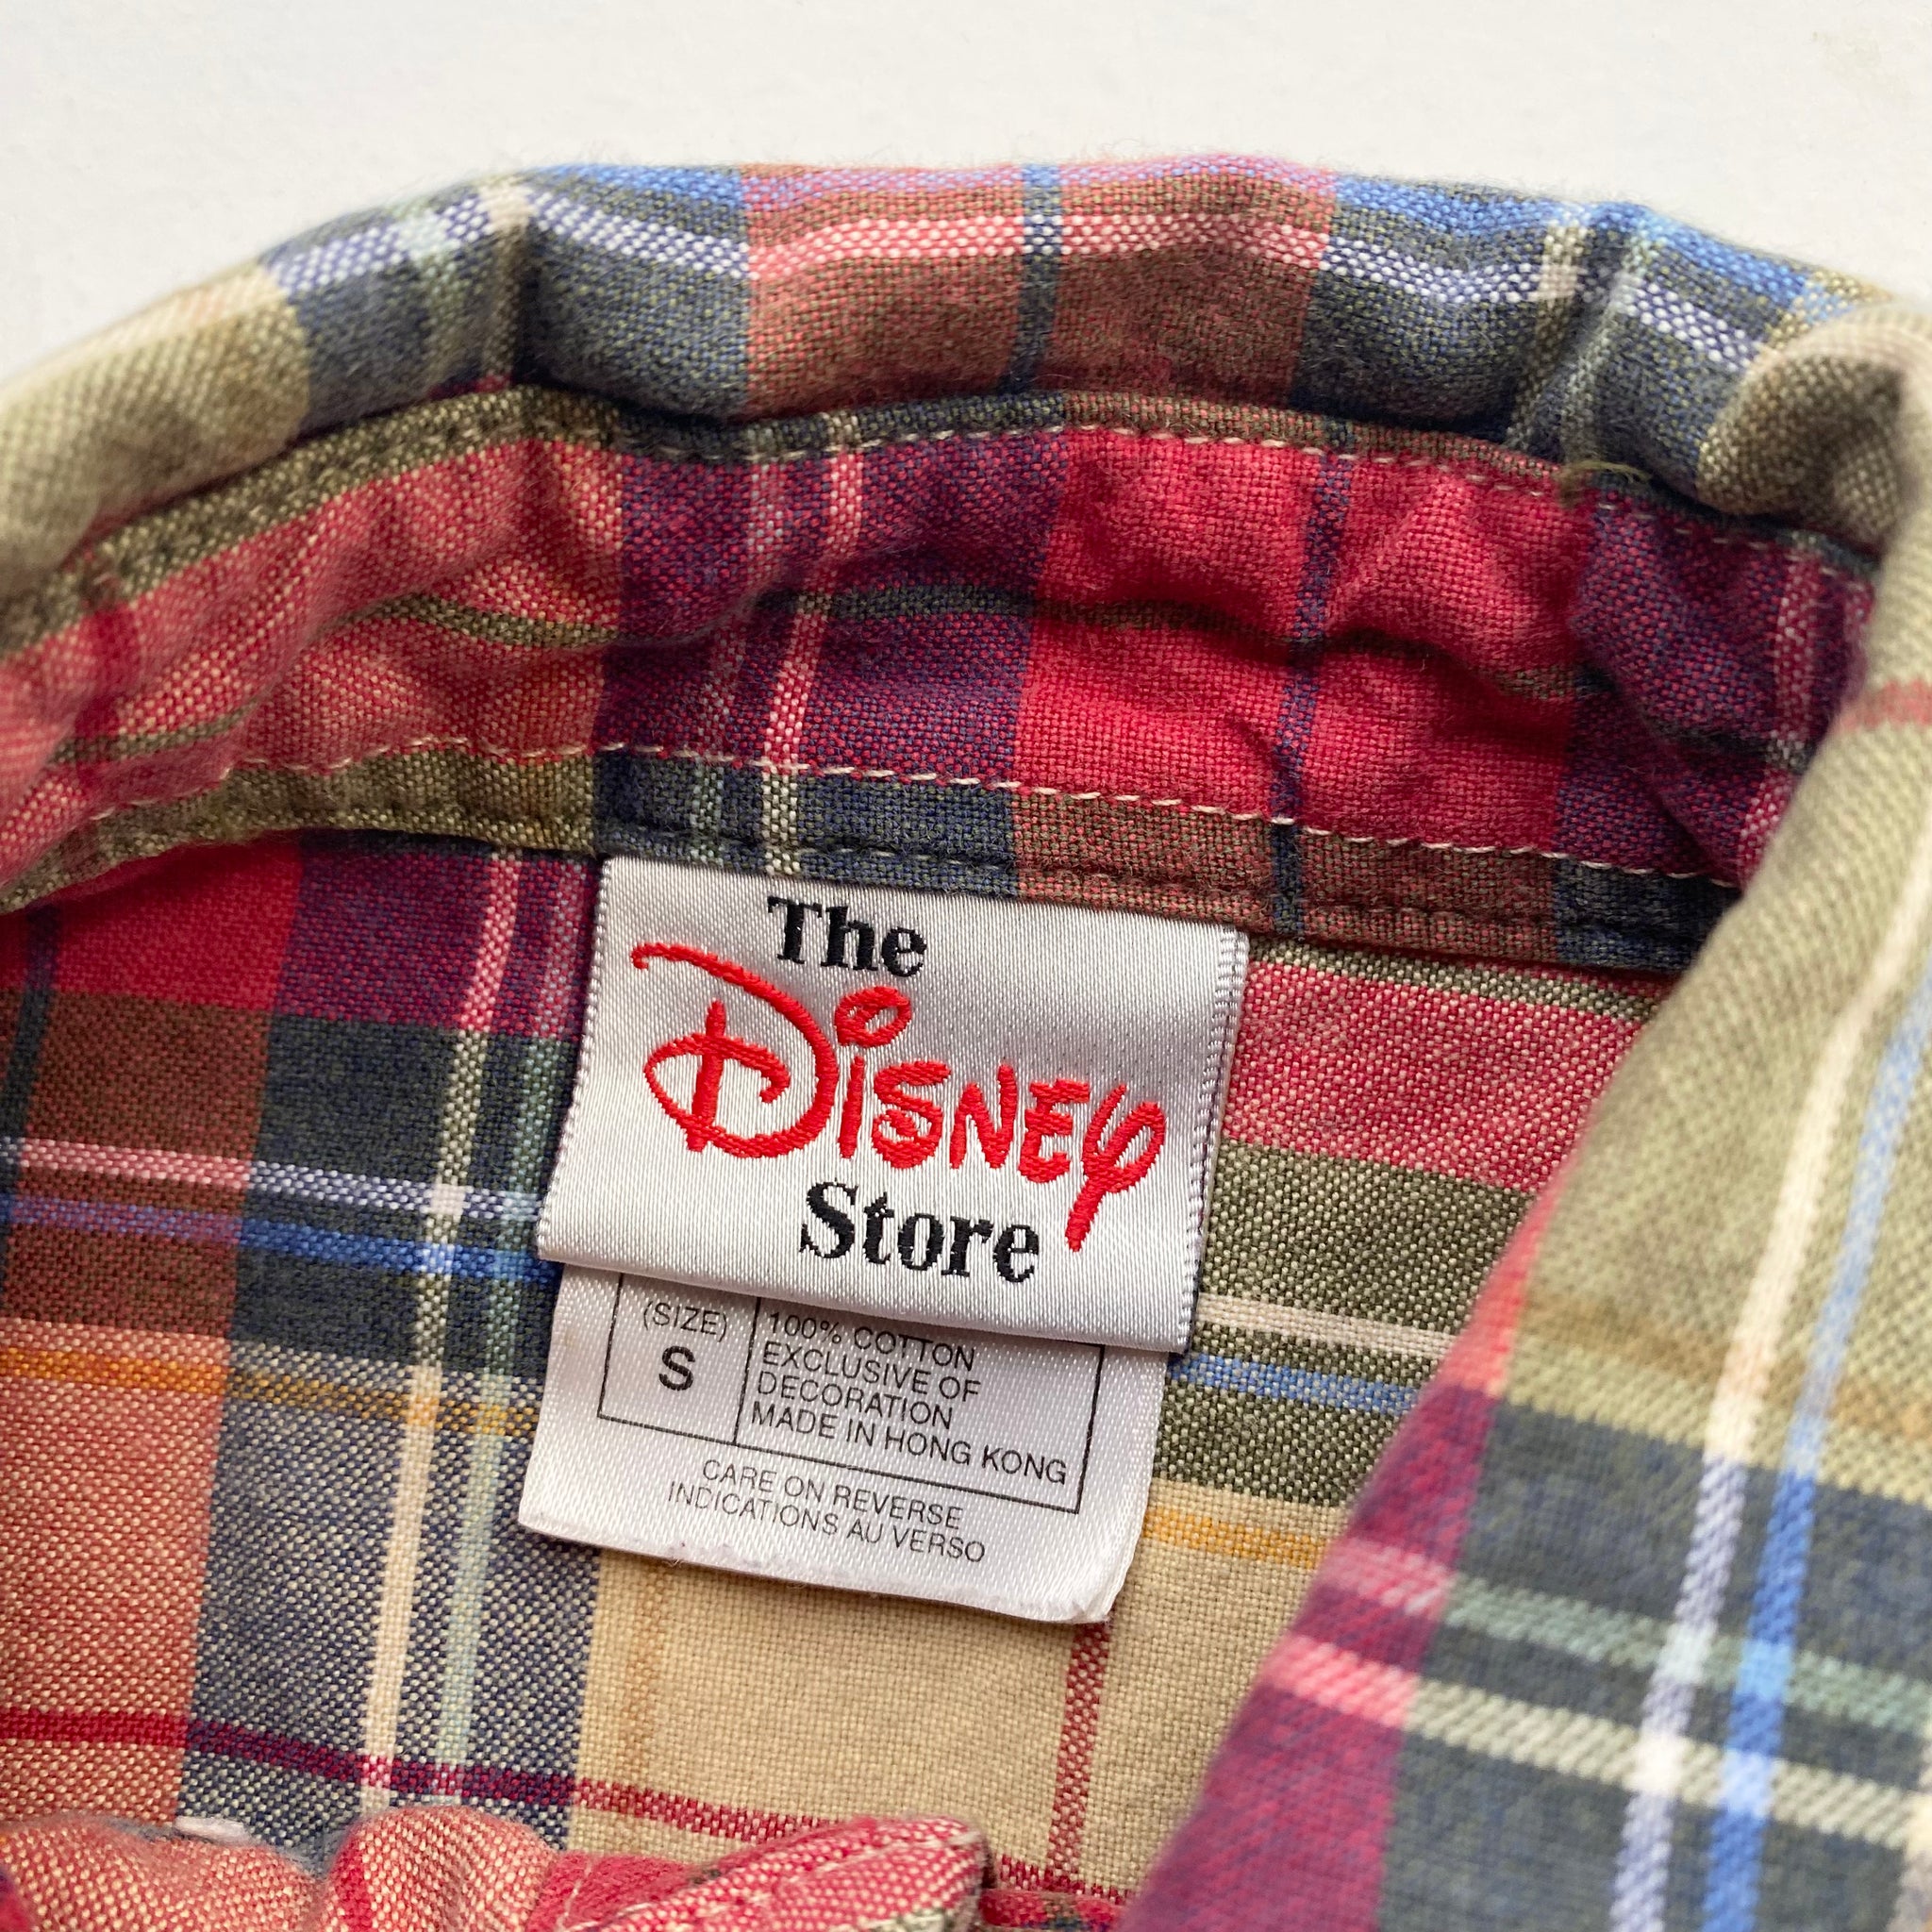 The
Disney
Store
(SIZE)
S
100% COTTON
EXCLUSIVE OF
DECORATION
MADE IN HONG KONG
CARE ON REVERSE
INDICATIONS AU VERSO